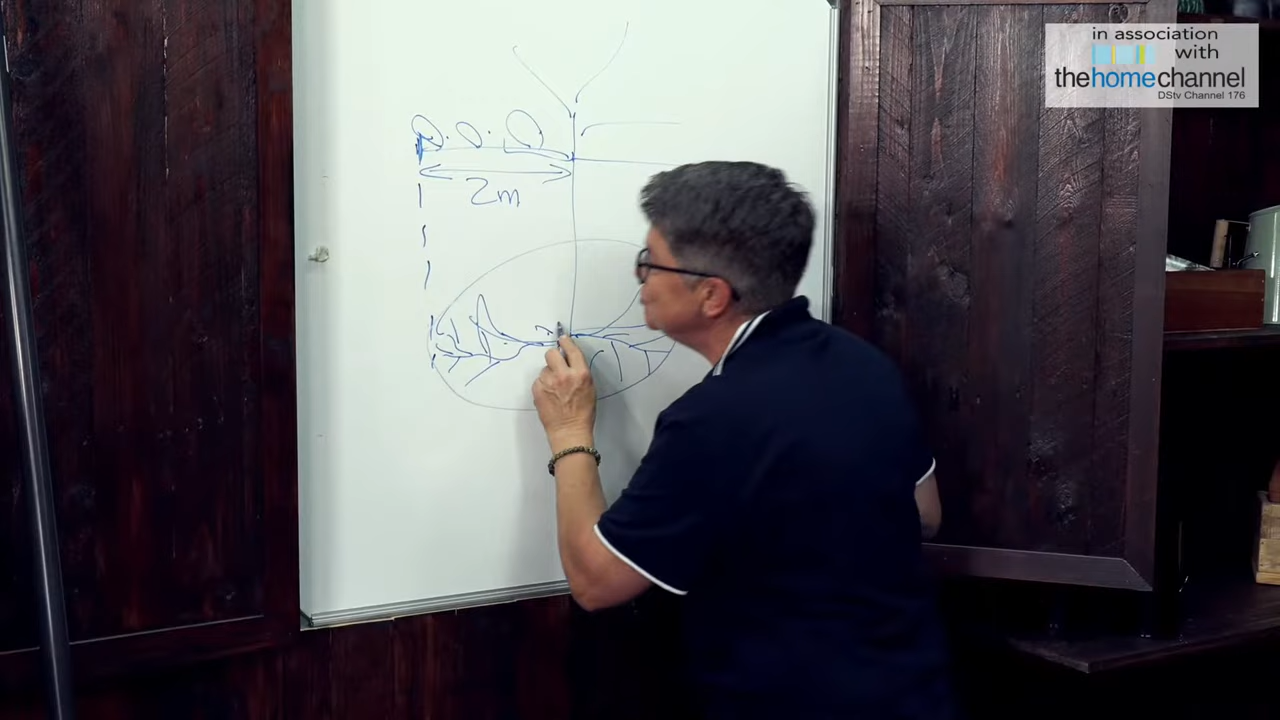 in association
with
thehomechannel
DStv Channel 176
2m